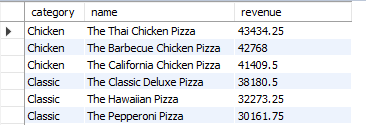 category name revenue
Chicken The Thai Chicken Pizza 43434.25
Chicken The Barbecue Chicken Pizza 42768
Chicken The California Chicken Pizza 41409.5
Classic The Classic Deluxe Pizza 38180.5
Classic The Hawaiian Pizza 32273.25
Classic The Pepperoni Pizza 30161.75